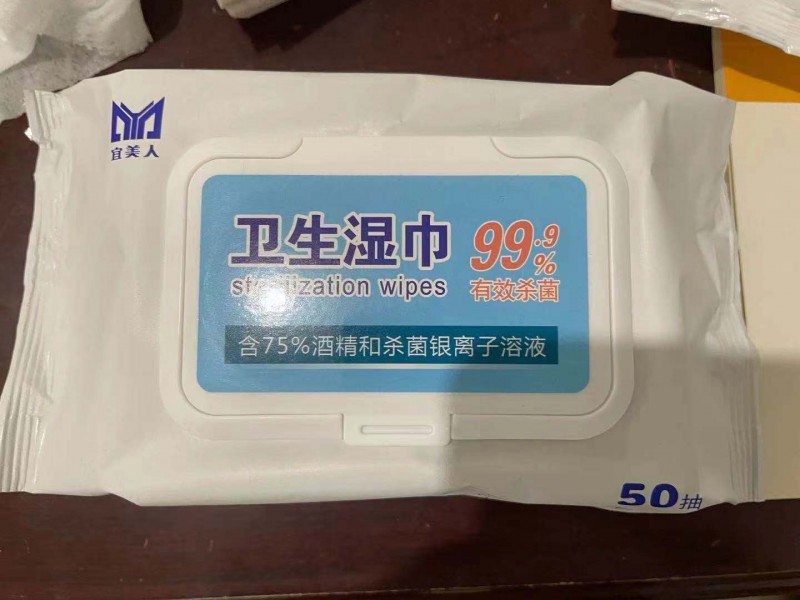 宜美人
卫生湿巾
99.9%
sterilization wipes
有效杀菌
含75%酒精和杀菌银离子溶液
50抽